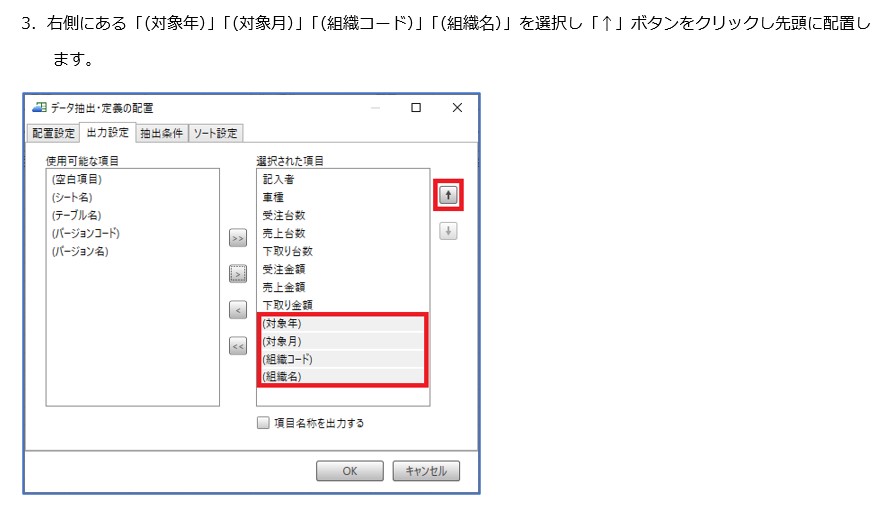 3. 右側にある「(対象年)」「(対象月)」「(組織コード)」「(組織名)」を選択し「↑」ボタンをクリックし先頭に配置し
ます。
データ抽出・定義の配置
配置設定 出力設定 抽出条件 ソート設定
使用可能な項目
(空白項目)
(シート名)
(テーブル名)
(バージョンコード)
(バージョン名)
>>
>
<
<<
選択された項目
記入者
車種
受注台数
売上台数
下取り台数
受注金額
売上金額
下取り金額
(対象年)
(対象月)
(組織コード)
(組織名)
↑
↓
項目名称を出力する
OK キャンセル